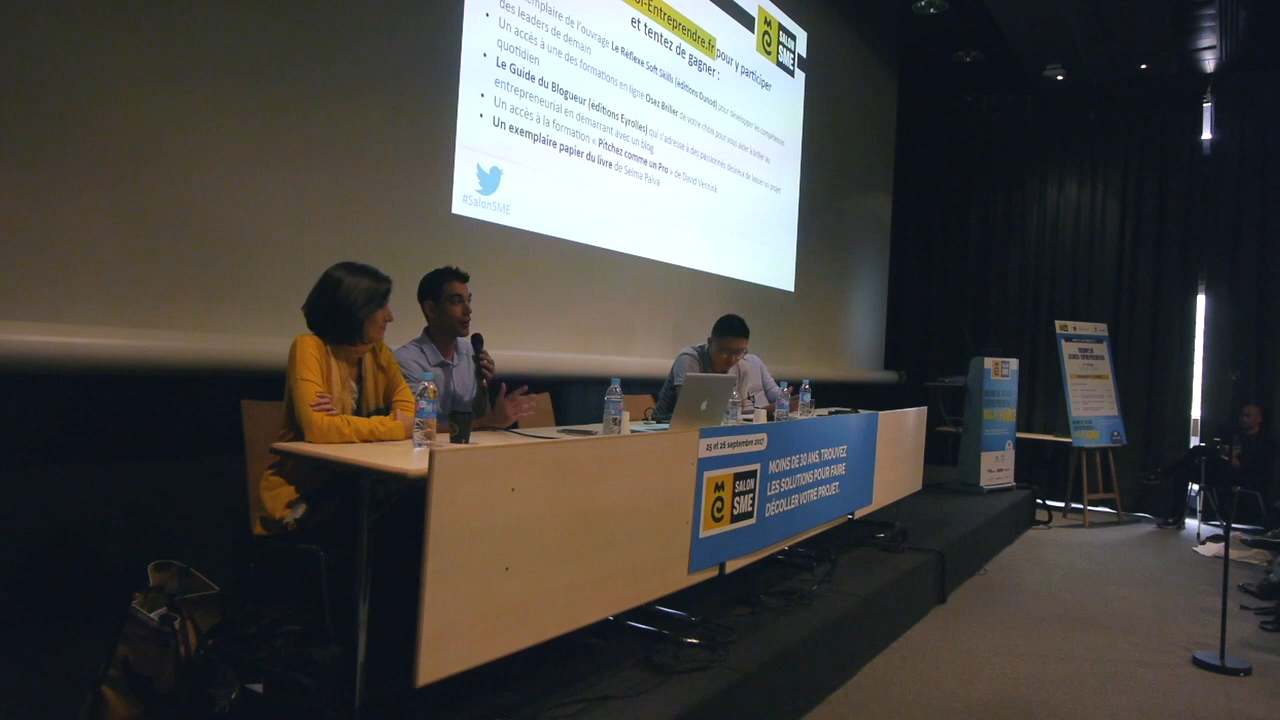 oi-Entreprendre.fr pour y participer
et tentez de gagner :
exemplaire de l'ouvrage Le Réflexe Soft Skills (éditions Dunod) pour développer les compétences
des leaders de demain
Un accès à une des formations en ligne Osez Briller de votre choix pour vous aider à briller au
quotidien
Le Guide du Blogueur (éditions Eyrolles) qui s'adresse à des passionnés désireux de lancer un projet
entrepreneurial en démarrant avec un blog
Un accès à la formation « Pitchez comme un Pro » de David Vennink
Un exemplaire papier du livre de Selma Païva
#SalonSME
SALON
SME
25 et 26 septembre 2017
SALON
SME
MOINS DE 30 ANS, TROUVEZ
LES SOLUTIONS POUR FAIRE
DÉCOLLER VOTRE PROJET.